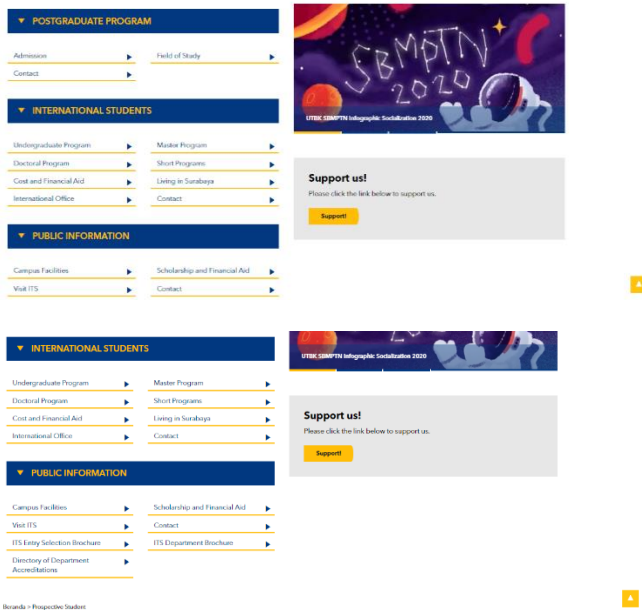 POSTGRADUATE PROGRAM
Admission
Field of Study
Contact
INTERNATIONAL STUDENTS
Undergraduate Program
Master Program
Doctoral Program
Short Programs
Cost and Financial Aid
Living in Surabaya
International Office
Contact
PUBLIC INFORMATION
Campus Facilities
Scholarship and Financial Aid
Visit ITS
Contact
SBMPTN
2020
UTBK SBMPTN Infographic Socialization 2020
Support us!
Please click the link below to support us.
Support!
INTERNATIONAL STUDENTS
Undergraduate Program
Master Program
Doctoral Program
Short Programs
Cost and Financial Aid
Living in Surabaya
International Office
Contact
PUBLIC INFORMATION
Campus Facilities
Scholarship and Financial Aid
Visit ITS
Contact
ITS Entry Selection Brochure
ITS Department Brochure
Directory of Department
Accreditations
UTBK SBMPTN Infographic Socialization 2020
Support us!
Please click the link below to support us.
Support!
Beranda > Prospective Student